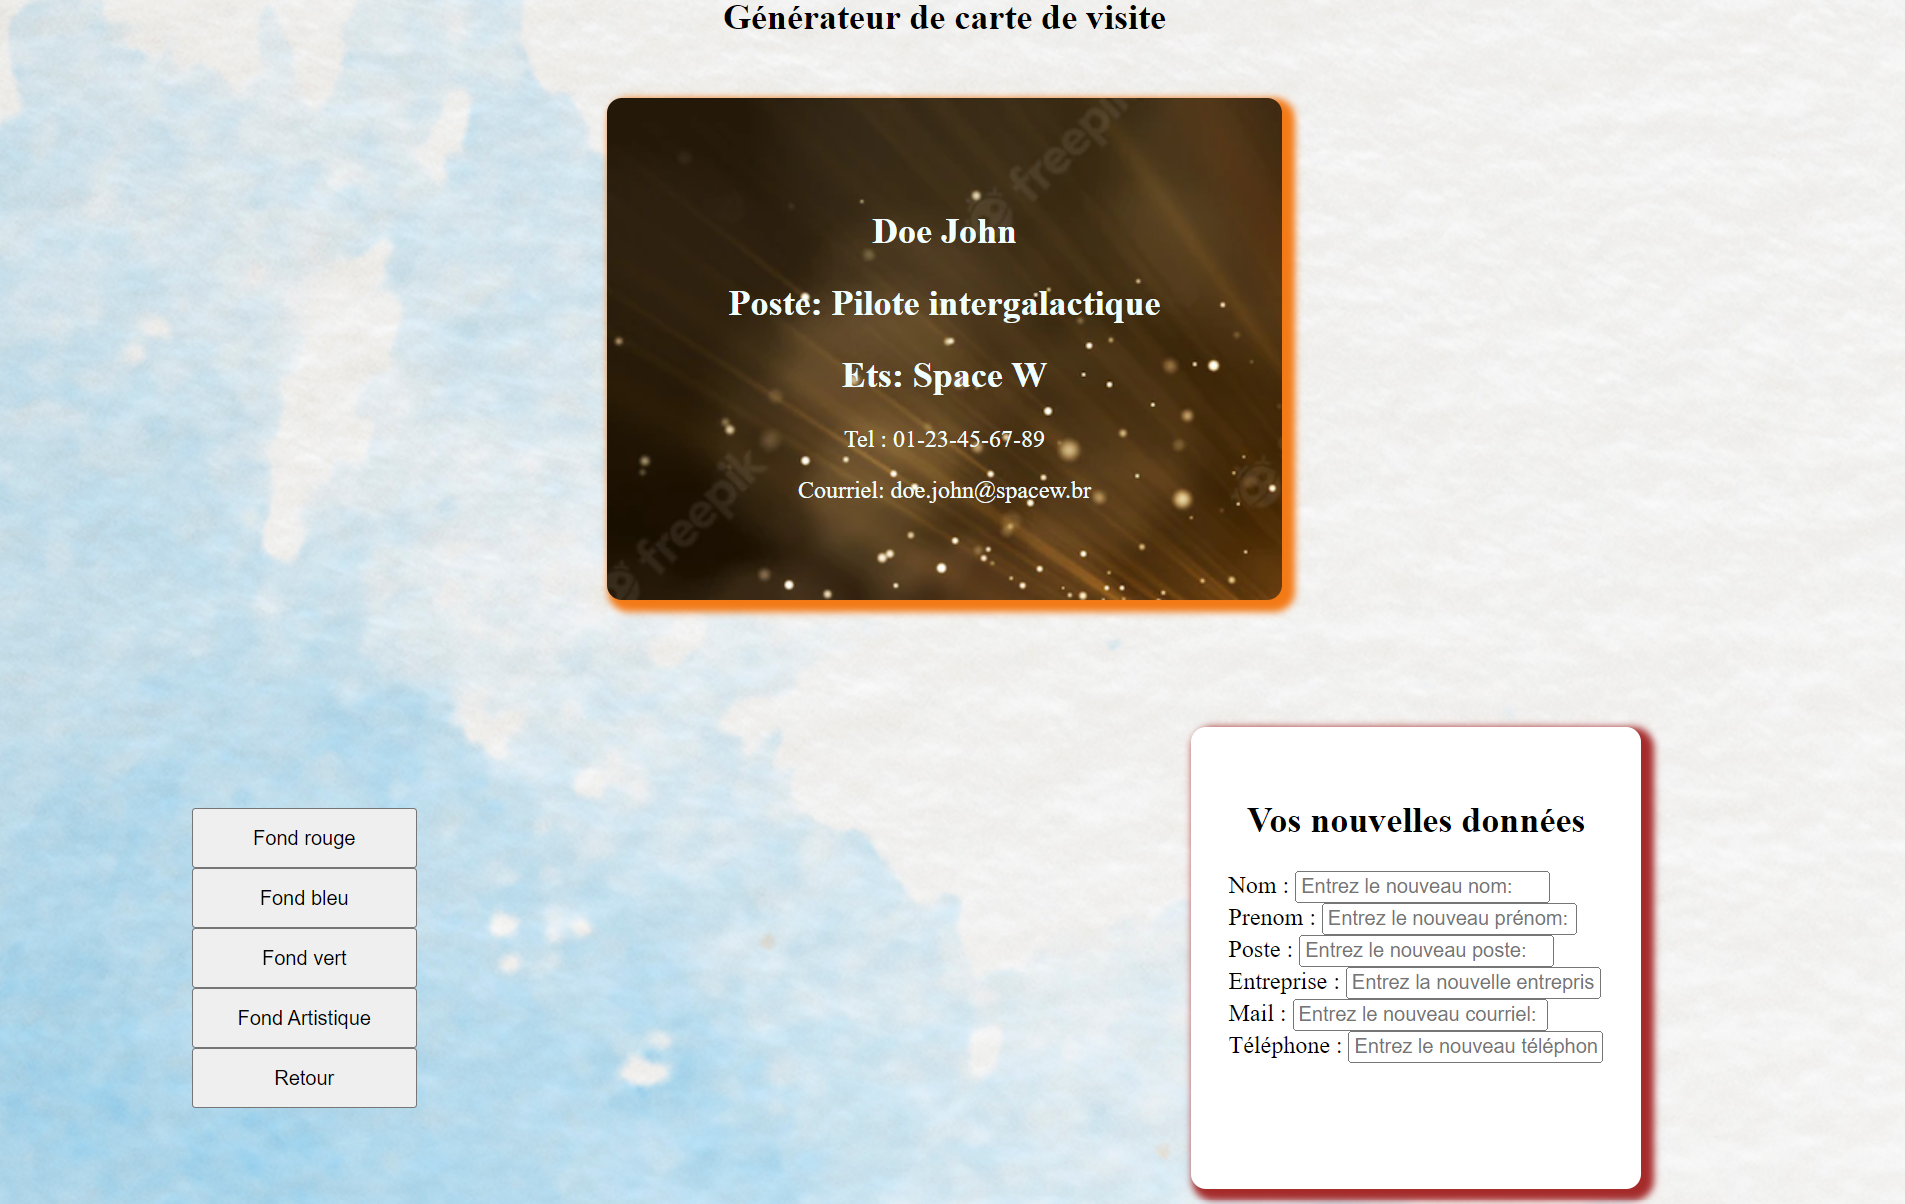 Générateur de carte de visite
freepik
Doe John
Poste: Pilote intergalactique
Ets: Space W
Tel : 01-23-45-67-89
Courriel: doe.john@spacew.br
freepik
Fond rouge
Fond bleu
Fond vert
Fond Artistique
Retour
Vos nouvelles données
Nom : Entrez le nouveau nom:
Prenom : Entrez le nouveau prénom:
Poste : Entrez le nouveau poste:
Entreprise : Entrez la nouvelle entrepris
Mail : Entrez le nouveau courriel:
Téléphone : Entrez le nouveau téléphon